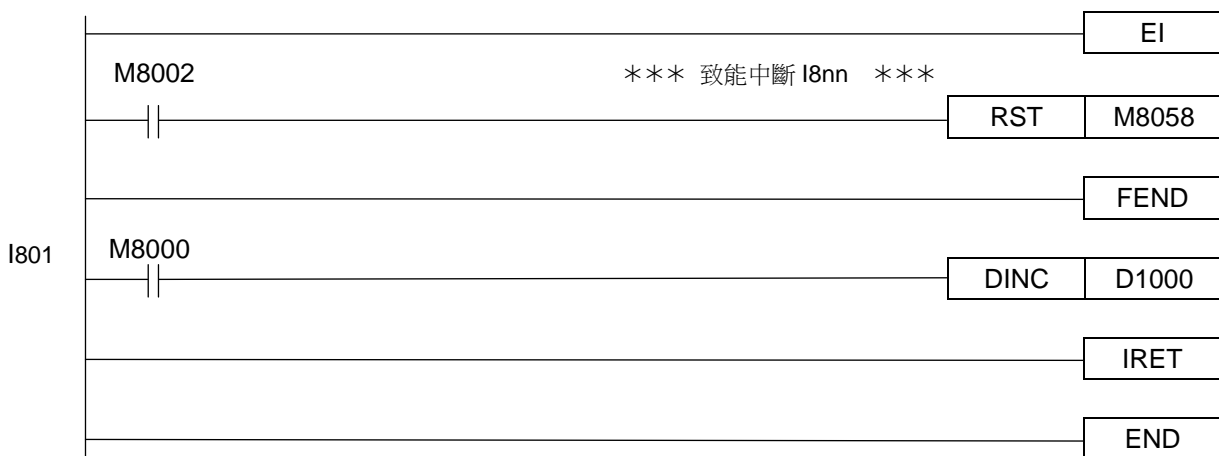 EI
M8002 ＊＊＊ 致能中斷 I8nn ＊＊＊
RST M8058
FEND
I801 M8000
DINC D1000
IRET
END